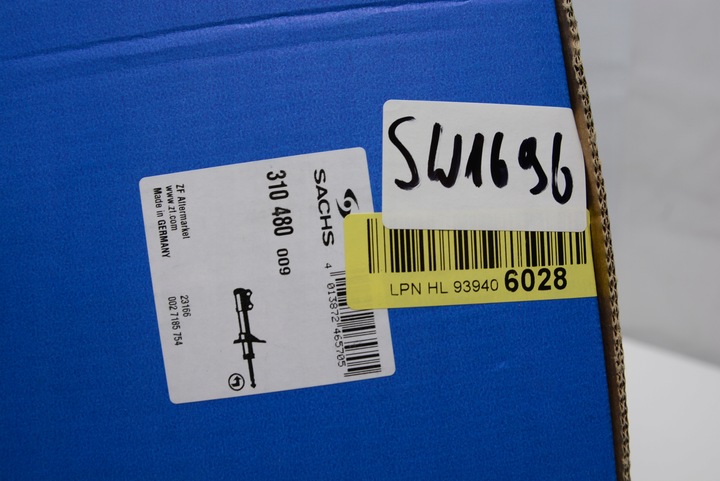 SW1696
LPN HL 93940 6028
SACHS
310 480 009
4 013872 465705
ZF Aftermarket
www.zf.com
Made in GERMANY
23166
002 7185 754